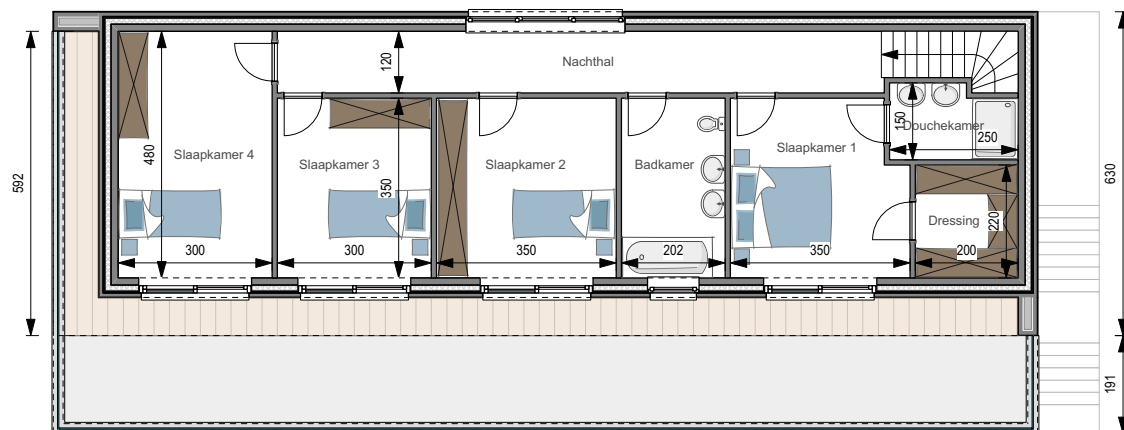 Nachthal
120
592
630
480
Slaapkamer 4
Slaapkamer 3
350
Slaapkamer 2
Badkamer
Slaapkamer 1
Douchekamer
150
250
Dressing
220
300
300
350
202
350
200
191